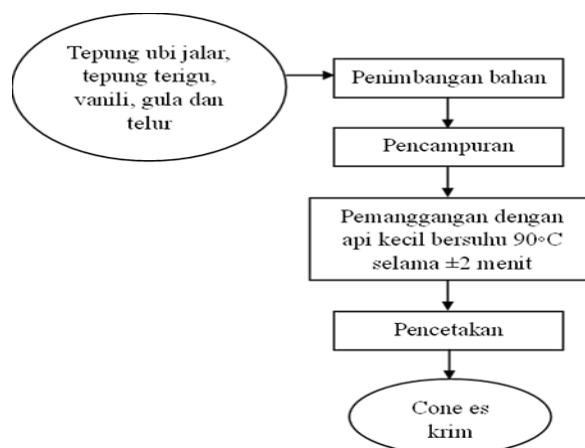 Tepung ubi jalar,
tepung terigu,
vanili, gula dan
telur
Penimbangan bahan
Pencampuran
Pemanggangan dengan
api kecil bersuhu 90◦C
selama ±2 menit
Pencetakan
Cone es
krim